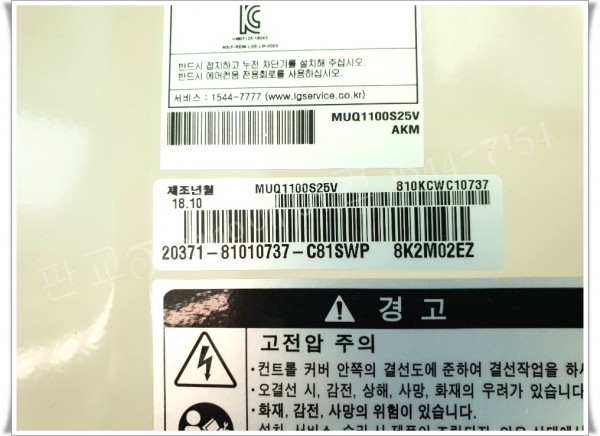 반드시 접지하고 누전 차단기를 설치해 주십시오.
반드시 에어컨용 전용회로를 사용하십시오.
서비스 : 1544-7777 (www.lgservice.co.kr)
MUQ1100S25V
AKM
제조년월 MUQ1100S25V 810KCWC10737
18.10
20371-81010737-C81SWP 8K2M02EZ
경 고
고전압 주의
·컨트롤 커버 안쪽의 결선도에 준하여 결선작업을 하
·오결선 시, 감전, 상해, 사망, 화재의 우려가 있습니다.
·화재, 감전, 사망의 위험이 있습니다.